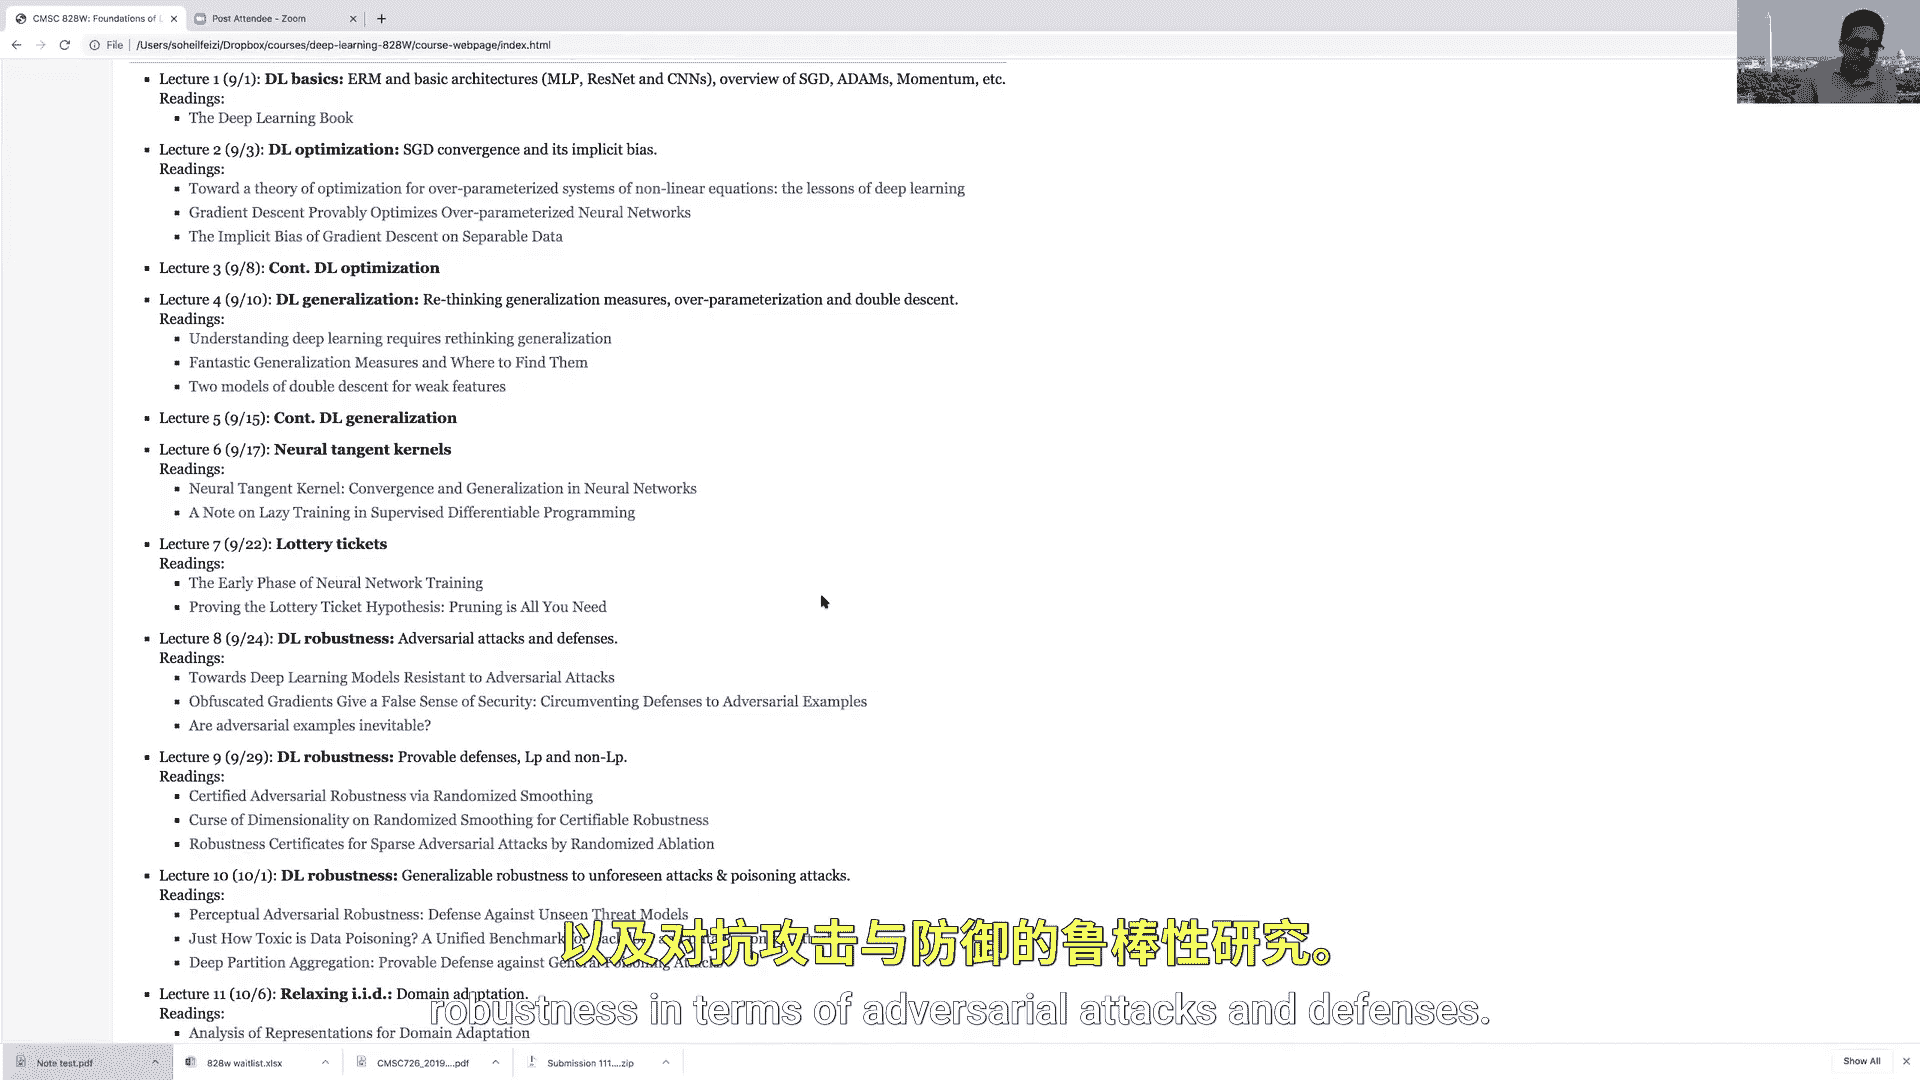 CMSC 828W: Foundations of
Post Attendee - Zoom
File
/Users/soheilfeizi/Dropbox/courses/deep-learning-828W/course-webpage/index.html
Lecture 1 (9/1): DL basics: ERM and basic architectures (MLP, ResNet and CNNs), overview of SGD, ADAMs, Momentum, etc.
Readings:
The Deep Learning Book
Lecture 2 (9/3): DL optimization: SGD convergence and its implicit bias.
Readings:
Toward a theory of optimization for over-parameterized systems of non-linear equations: the lessons of deep learning
Gradient Descent Provably Optimizes Over-parameterized Neural Networks
The Implicit Bias of Gradient Descent on Separable Data
Lecture 3 (9/8): Cont. DL optimization
Lecture 4 (9/10): DL generalization: Re-thinking generalization measures, over-parameterization and double descent.
Readings:
Understanding deep learning requires rethinking generalization
Fantastic Generalization Measures and Where to Find Them
Two models of double descent for weak features
Lecture 5 (9/15): Cont. DL generalization
Lecture 6 (9/17): Neural tangent kernels
Readings:
Neural Tangent Kernel: Convergence and Generalization in Neural Networks
A Note on Lazy Training in Supervised Differentiable Programming
Lecture 7 (9/22): Lottery tickets
Readings:
The Early Phase of Neural Network Training
Proving the Lottery Ticket Hypothesis: Pruning is All You Need
Lecture 8 (9/24): DL robustness: Adversarial attacks and defenses.
Readings:
Towards Deep Learning Models Resistant to Adversarial Attacks
Obfuscated Gradients Give a False Sense of Security: Circumventing Defenses to Adversarial Examples
Are adversarial examples inevitable?
Lecture 9 (9/29): DL robustness: Provable defenses, Lp and non-Lp.
Readings:
Certified Adversarial Robustness via Randomized Smoothing
Curse of Dimensionality on Randomized Smoothing for Certifiable Robustness
Robustness Certificates for Sparse Adversarial Attacks by Randomized Ablation
Lecture 10 (10/1): DL robustness: Generalizable robustness to unforeseen attacks & poisoning attacks.
Readings:
Perceptual Adversarial Robustness: Defense Against Unseen Threat Models
Just How Toxic is Data Poisoning? A Unified Benchmark
Deep Partition Aggregation: Provable Defense against General Poisoning Attacks
以及对抗攻击与防御的鲁棒性研究。
Lecture 11 (10/6): Relaxing i.i.d.: Domain adaptation.
robustness in terms of adversarial attacks and defenses.
Readings:
Analysis of Representations for Domain Adaptation
Note test.pdf
828w waitlist.xlsx
CMSC726_2019....pdf
Submission 111....zip
Show All